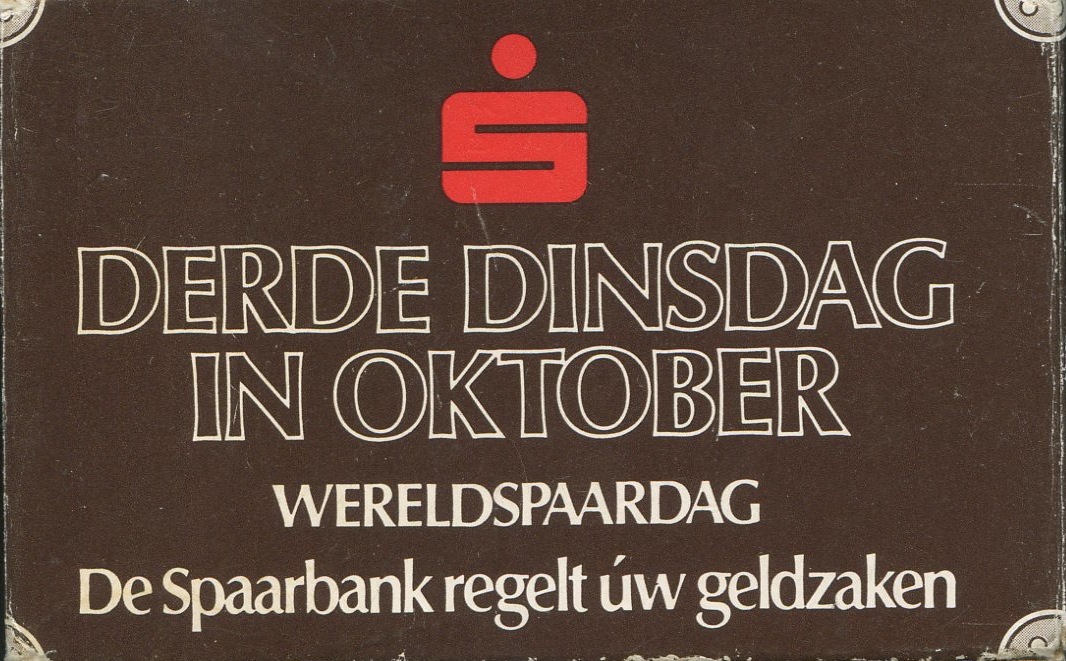 DERDE DINSDAG
IN OKTOBER
WERELDSPAARDAG
De Spaarbank regelt úw geldzaken